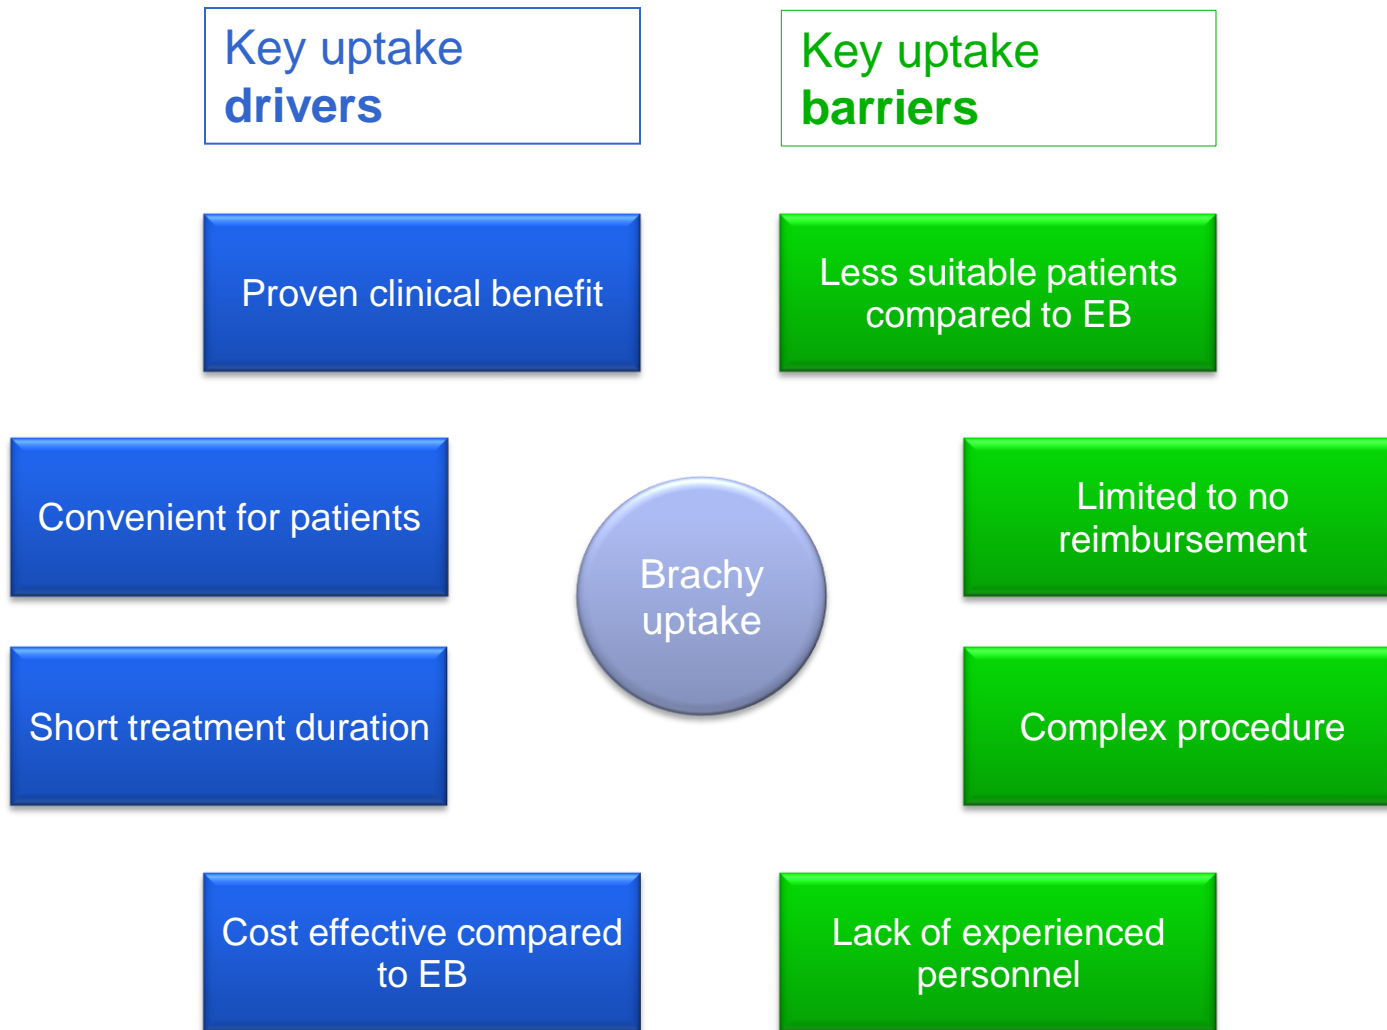 Key uptake
drivers
Key uptake
barriers
Proven clinical benefit
Less suitable patients
compared to EB
Convenient for patients
Limited to no
reimbursement
Brachy
uptake
Short treatment duration
Complex procedure
Cost effective compared
to EB
Lack of experienced
personnel